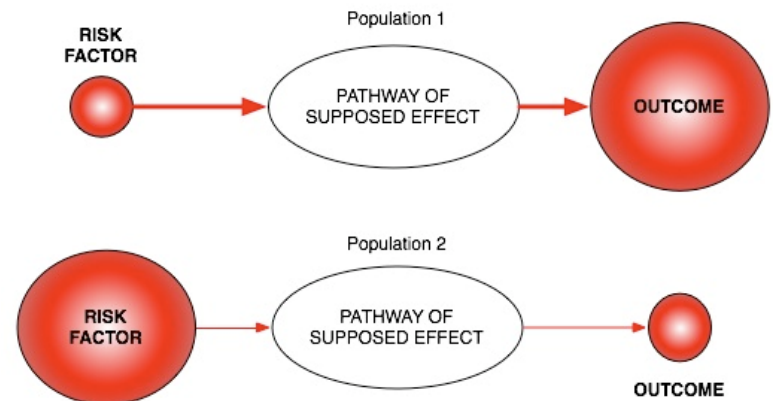 Population 1
RISK
FACTOR
PATHWAY OF
SUPPOSED EFFECT
OUTCOME
Population 2
RISK
FACTOR
PATHWAY OF
SUPPOSED EFFECT
OUTCOME